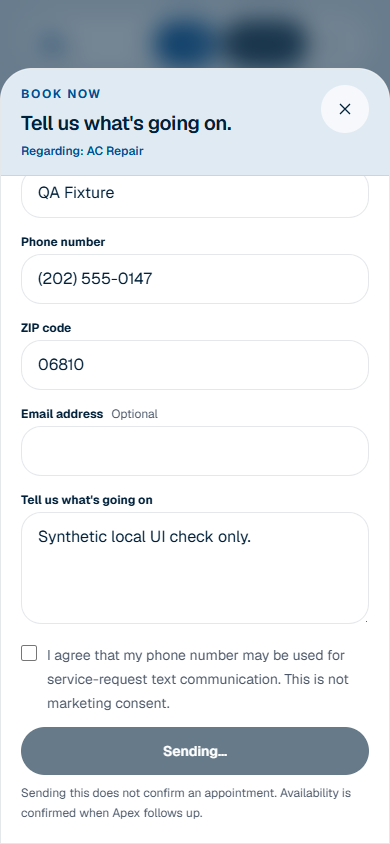 BOOK NOW
Tell us what's going on.
Regarding: AC Repair
QA Fixture
Phone number
(202) 555-0147
ZIP code
06810
Email address Optional
Tell us what's going on
Synthetic local UI check only.
I agree that my phone number may be used for
service-request text communication. This is not
marketing consent.
Sending...
Sending this does not confirm an appointment. Availability is
confirmed when Apex follows up.